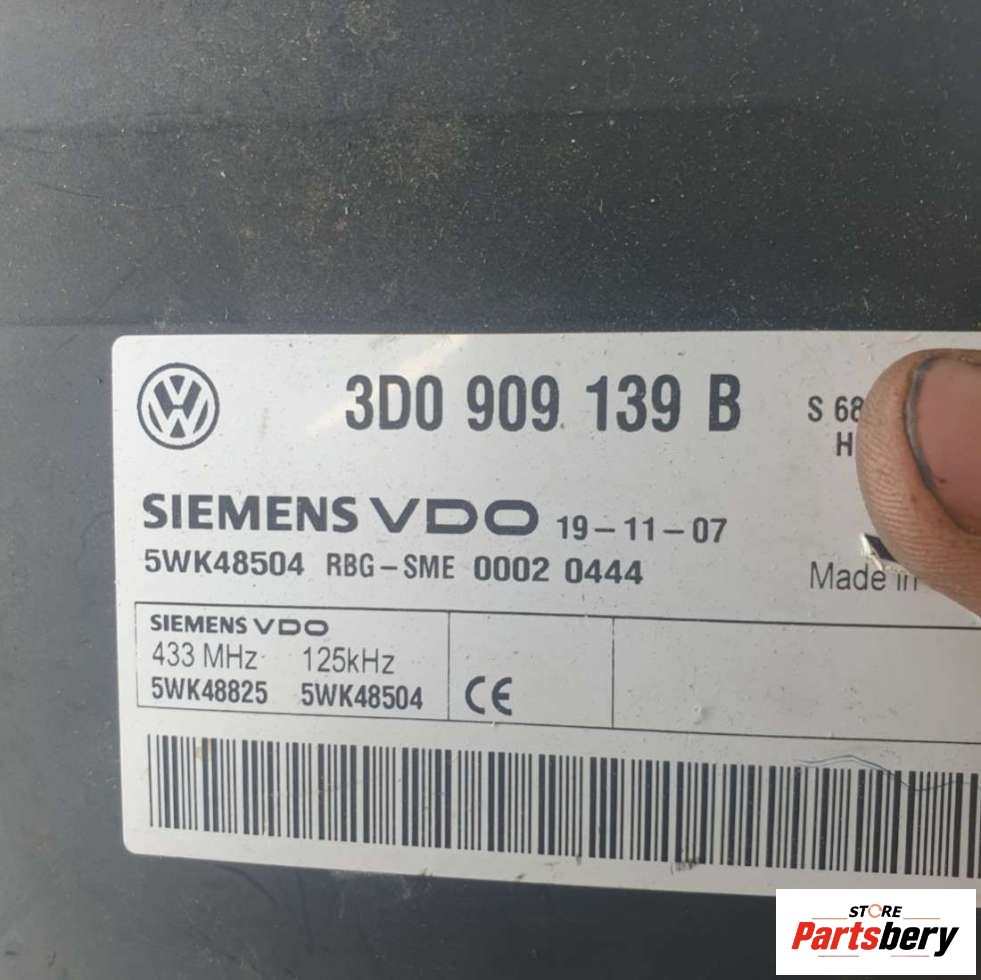 3D0 909 139 B S 68
H
SIEMENS VDO 19-11-07
5WK48504 RBG-SME 0002 0444
Made in
SIEMENS VDO
433 MHz 125kHz
5WK48825 5WK48504
CE
STORE
Partsbery